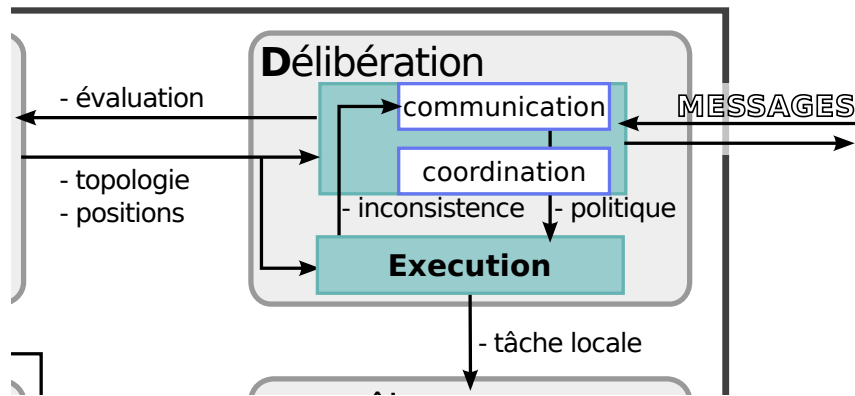 Délibération
- évaluation
communication
MESSAGES
- topologie
- positions
coordination
- inconsistence
- politique
Execution
- tâche locale